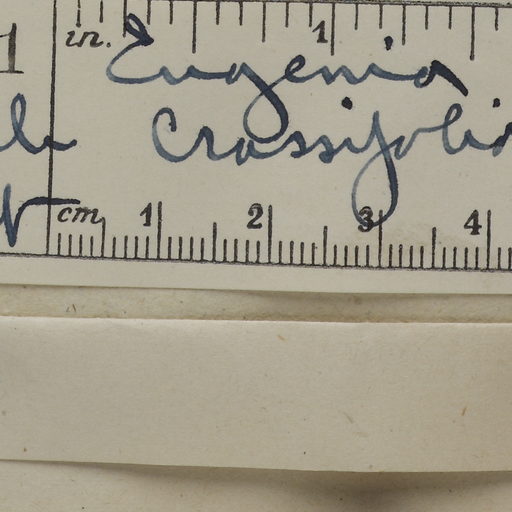 in. 1
Eugenia
Crassifolia
cm 1 2 3 4